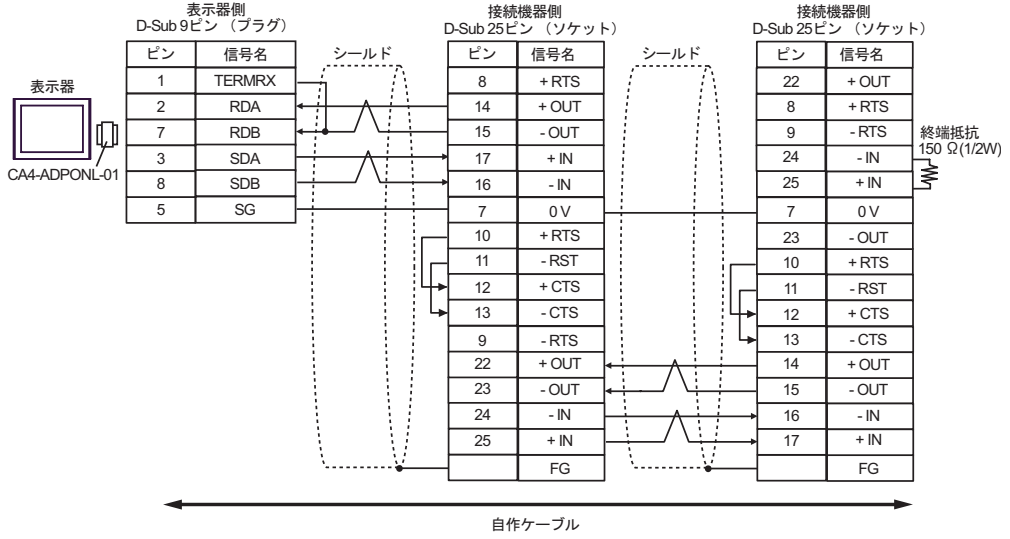 表示器側
D-Sub 9ピン （プラグ）
接続機器側
D-Sub 25ピン （ソケット）
接続機器側
D-Sub 25ピン （ソケット）
ピン 信号名
1 TERMRX
2 RDA
7 RDB
3 SDA
8 SDB
5 SG
表示器
CA4-ADPONL-01
シールド
ピン 信号名
8 + RTS
14 + OUT
15 - OUT
17 + IN
16 - IN
7 0 V
10 + RTS
11 - RST
12 + CTS
13 - CTS
9 - RTS
22 + OUT
23 - OUT
24 - IN
25 + IN
FG
シールド
ピン 信号名
22 + OUT
8 + RTS
9 - RTS
24 - IN
25 + IN
7 0 V
23 - OUT
10 + RTS
11 - RST
12 + CTS
13 - CTS
14 + OUT
15 - OUT
16 - IN
17 + IN
FG
終端抵抗
150 Ω(1/2W)
自作ケーブル